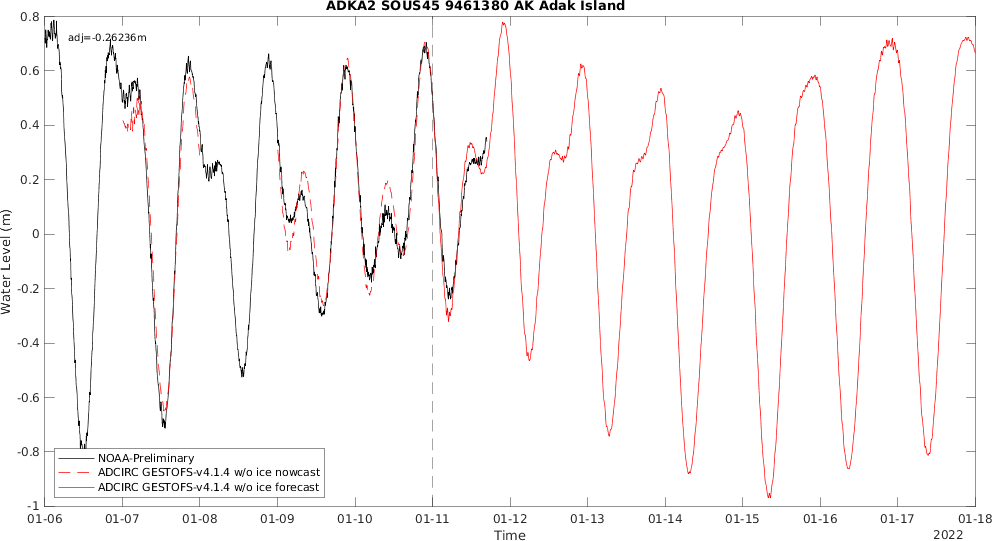 ADKA2 SOUS45 9461380 AK Adak Island
adj=-0.26236m
0.8
0.6
0.4
0.2
0
-0.2
-0.4
-0.6
-0.8
-1
Water Level (m)
NOAA-Preliminary
ADCIRC GESTOFS-v4.1.4 w/o ice nowcast
ADCIRC GESTOFS-v4.1.4 w/o ice forecast
01-06 01-07 01-08 01-09 01-10 01-11 01-12 01-13 01-14 01-15 01-16 01-17 01-18
Time
2022